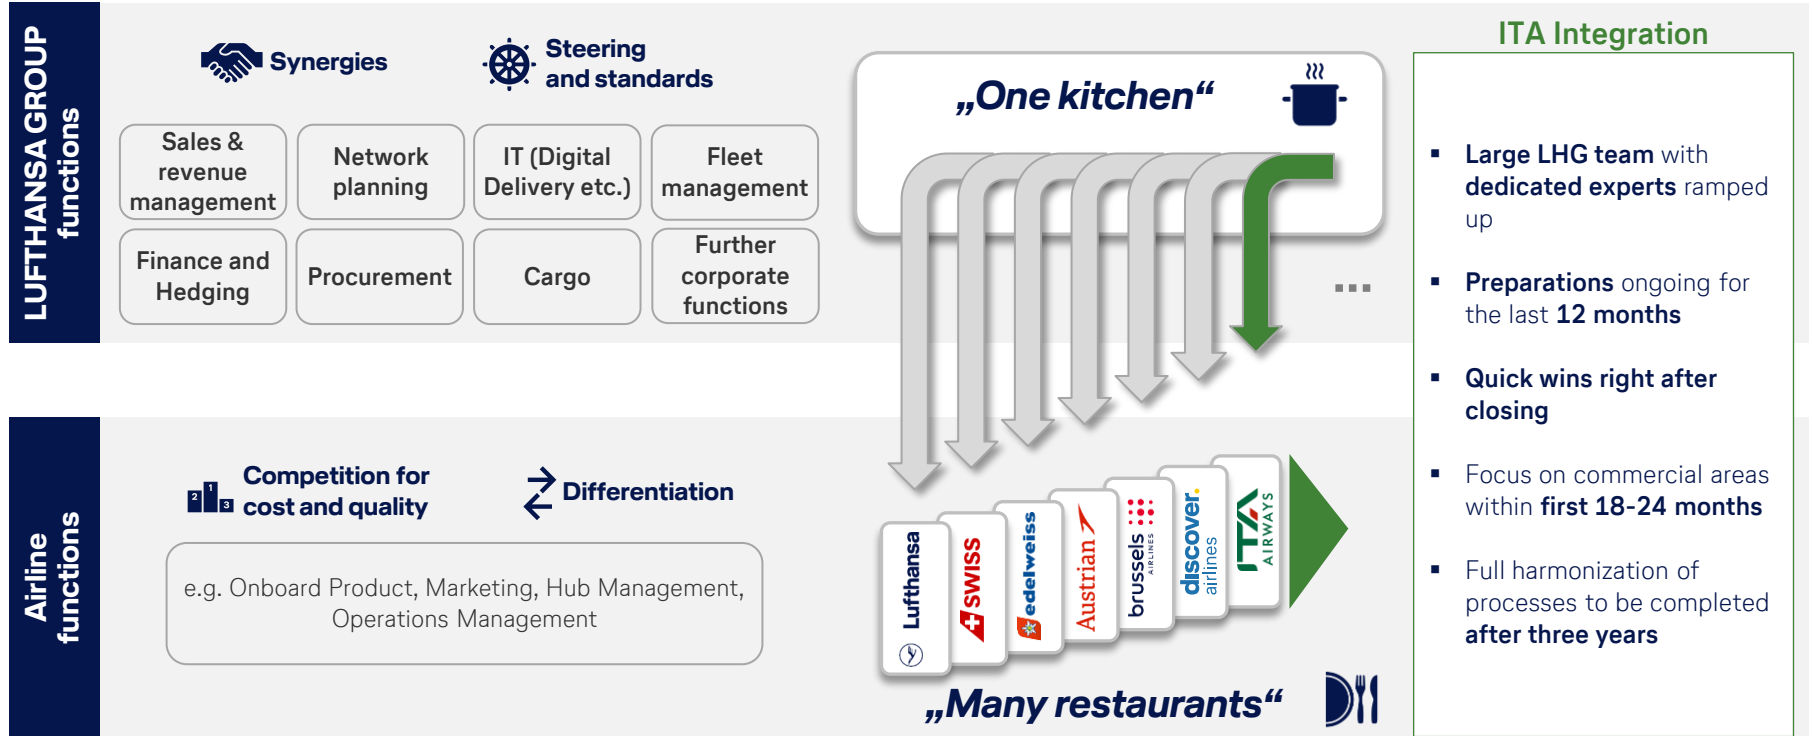 LUFTHANSA GROUP
functions
Synergies
Steering
and standards
Sales &
revenue
management
Network
planning
IT (Digital
Delivery etc.)
Fleet
management
Finance and
Hedging
Procurement
Cargo
Further
corporate
functions
„One kitchen“
...
Airline
functions
2 1 3
Competition for
cost and quality
Differentiation
e.g. Onboard Product, Marketing, Hub Management,
Operations Management
Lufthansa
SWISS
edelweiss
Austrian
brussels
AIRLINES
discover.
airlines
ITA
AIRWAYS
„Many restaurants“
ITA Integration
▪ Large LHG team with
dedicated experts ramped
up
▪ Preparations ongoing for
the last 12 months
▪ Quick wins right after
closing
▪ Focus on commercial areas
within first 18-24 months
▪ Full harmonization of
processes to be completed
after three years